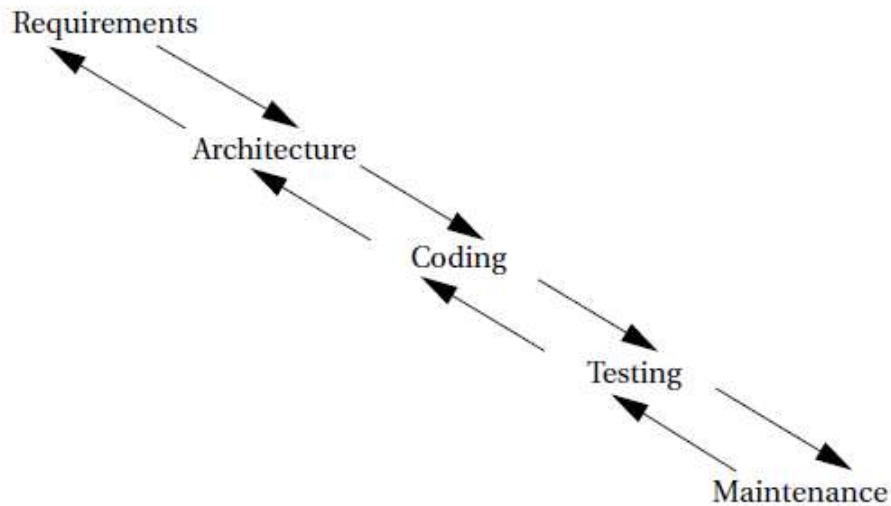 Requirements
Architecture
Coding
Testing
Maintenance